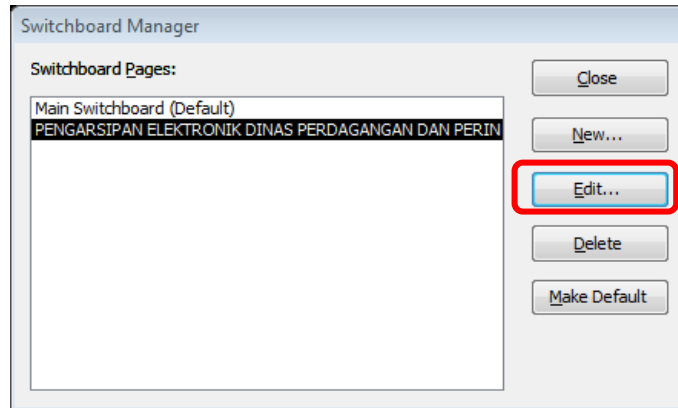 Switchboard Manager
Switchboard Pages:
Main Switchboard (Default)
PENGARSIPAN ELEKTRONIK DINAS PERDAGANGAN DAN PERIN
Close
New...
Edit...
Delete
Make Default